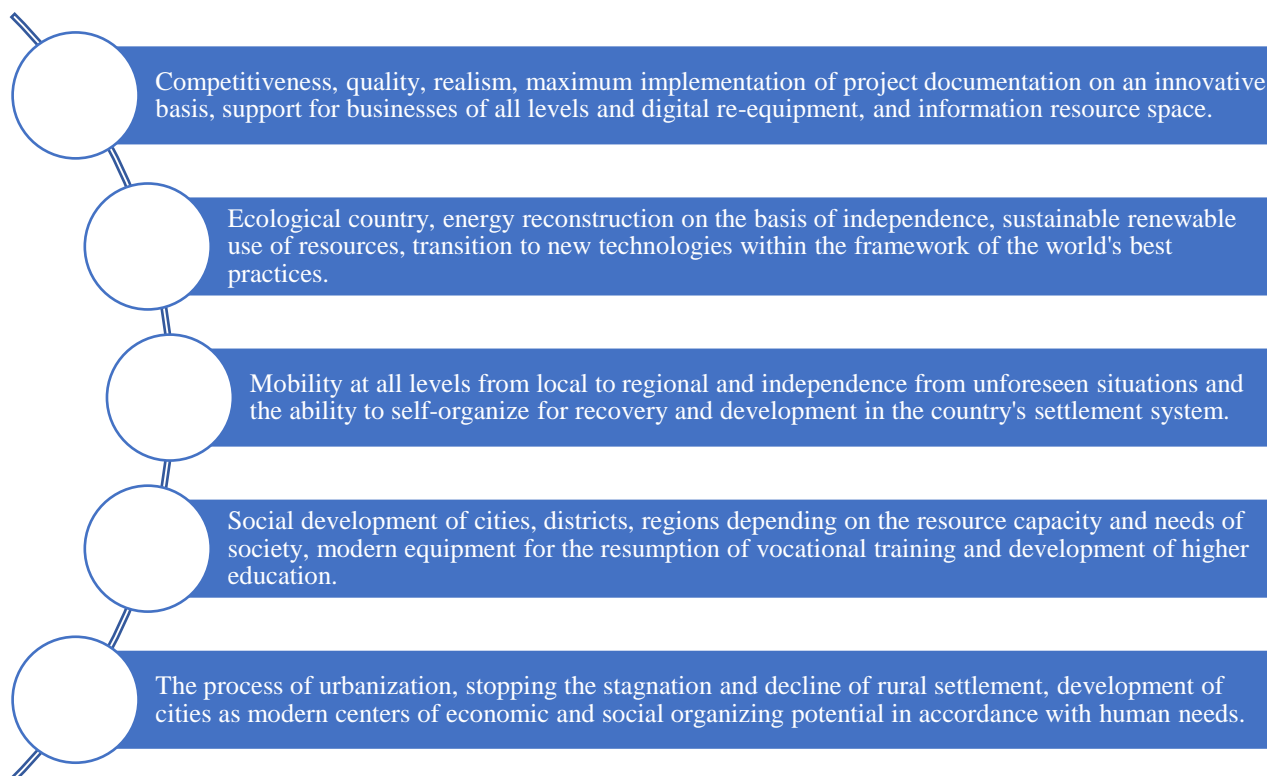 Competitiveness, quality, realism, maximum implementation of project documentation on an innovative
basis, support for businesses of all levels and digital re-equipment, and information resource space.
Ecological country, energy reconstruction on the basis of independence, sustainable renewable
use of resources, transition to new technologies within the framework of the world's best
practices.
Mobility at all levels from local to regional and independence from unforeseen situations and
the ability to self-organize for recovery and development in the country's settlement system.
Social development of cities, districts, regions depending on the resource capacity and needs of
society, modern equipment for the resumption of vocational training and development of higher
education.
The process of urbanization, stopping the stagnation and decline of rural settlement, development of
cities as modern centers of economic and social organizing potential in accordance with human needs.